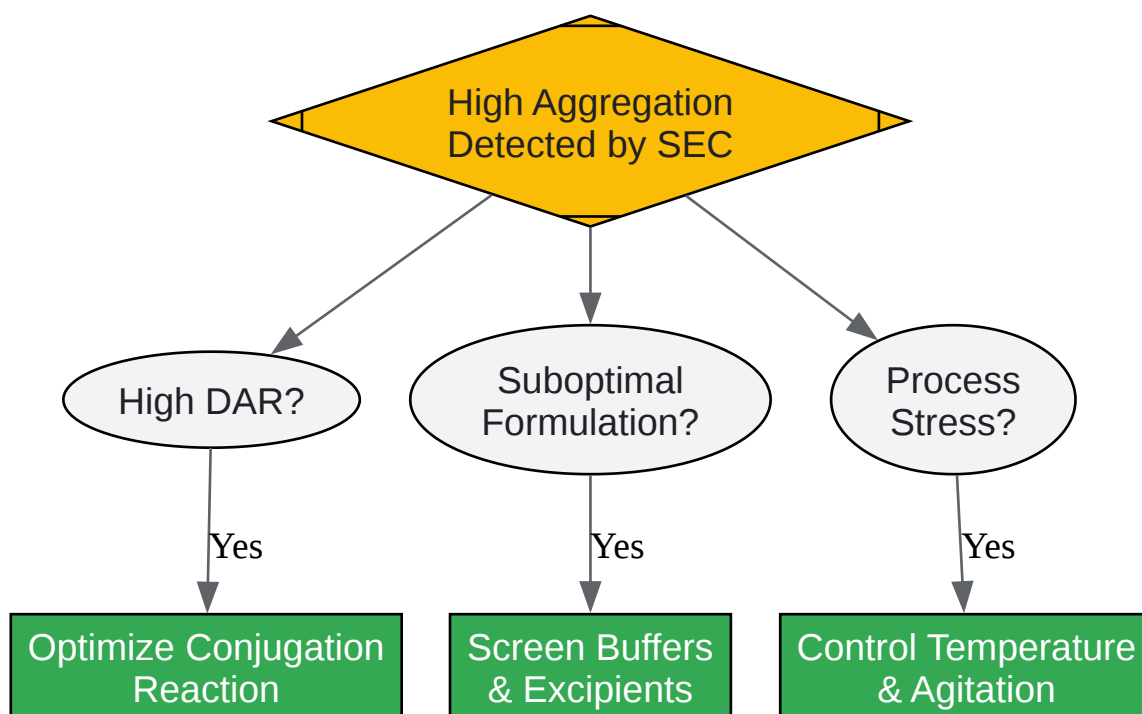 High Aggregation
Detected by SEC
High DAR?
Suboptimal
Formulation?
Process
Stress?
Yes
Yes
Yes
Optimize Conjugation
Reaction
Screen Buffers
& Excipients
Control Temperature
& Agitation